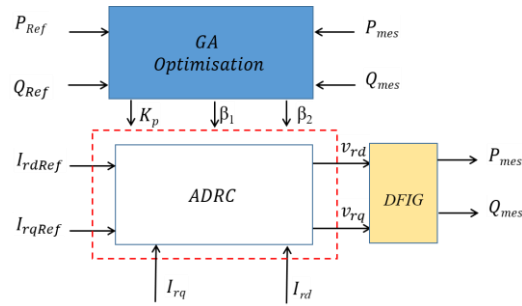 P_Ref GA P_mes
Optimisation
Q_Ref Q_mes
K_p β_1 β_2
I_rdRef v_rd P_mes
ADRC DFIG
I_rqRef v_rq Q_mes
I_rq I_rd